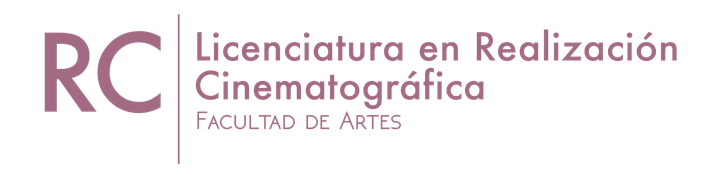 RC
Licenciatura en Realización
Cinematográfica
FACULTAD DE ARTES